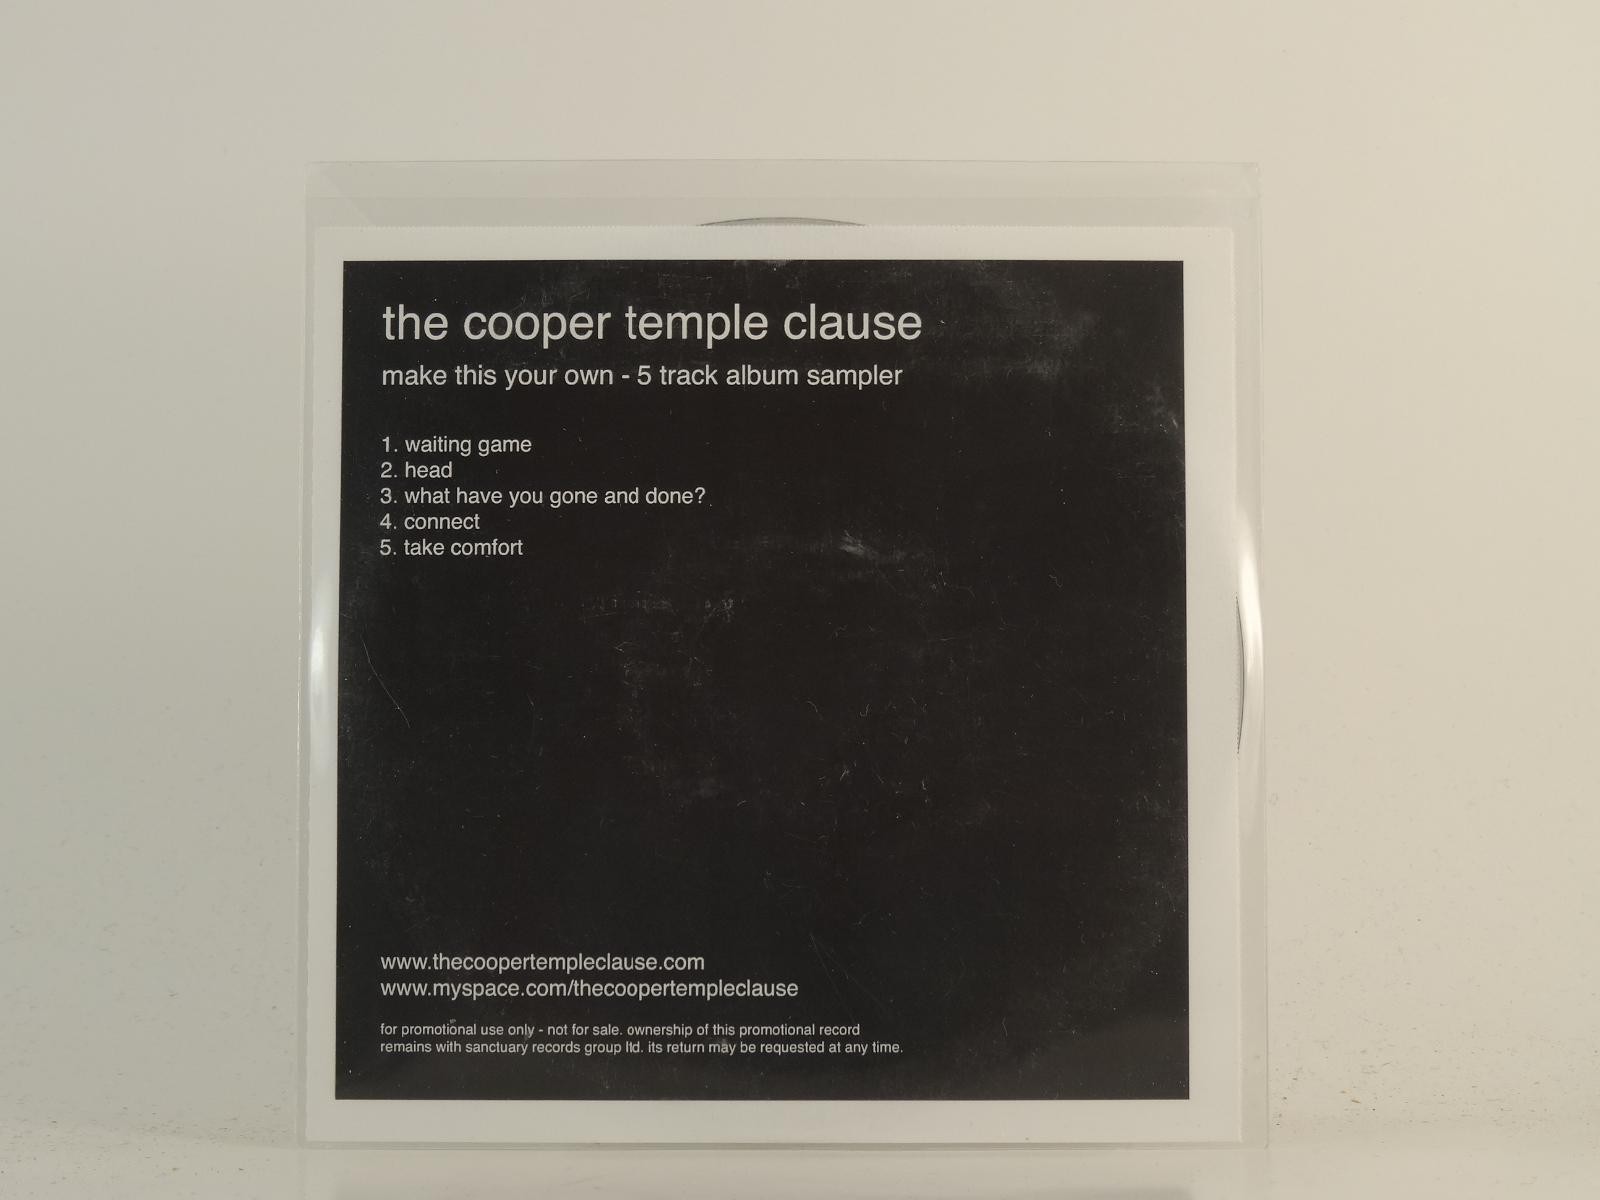 the cooper temple clause
make this your own - 5 track album sampler
1. waiting game
2. head
3. what have you gone and done?
4. connect
5. take comfort
www.thecoopertempleclause.com
www.myspace.com/thecoopertempleclause
for promotional use only - not for sale. ownership of this promotional record
remains with sanctuary records group ltd. its return may be requested at any time.